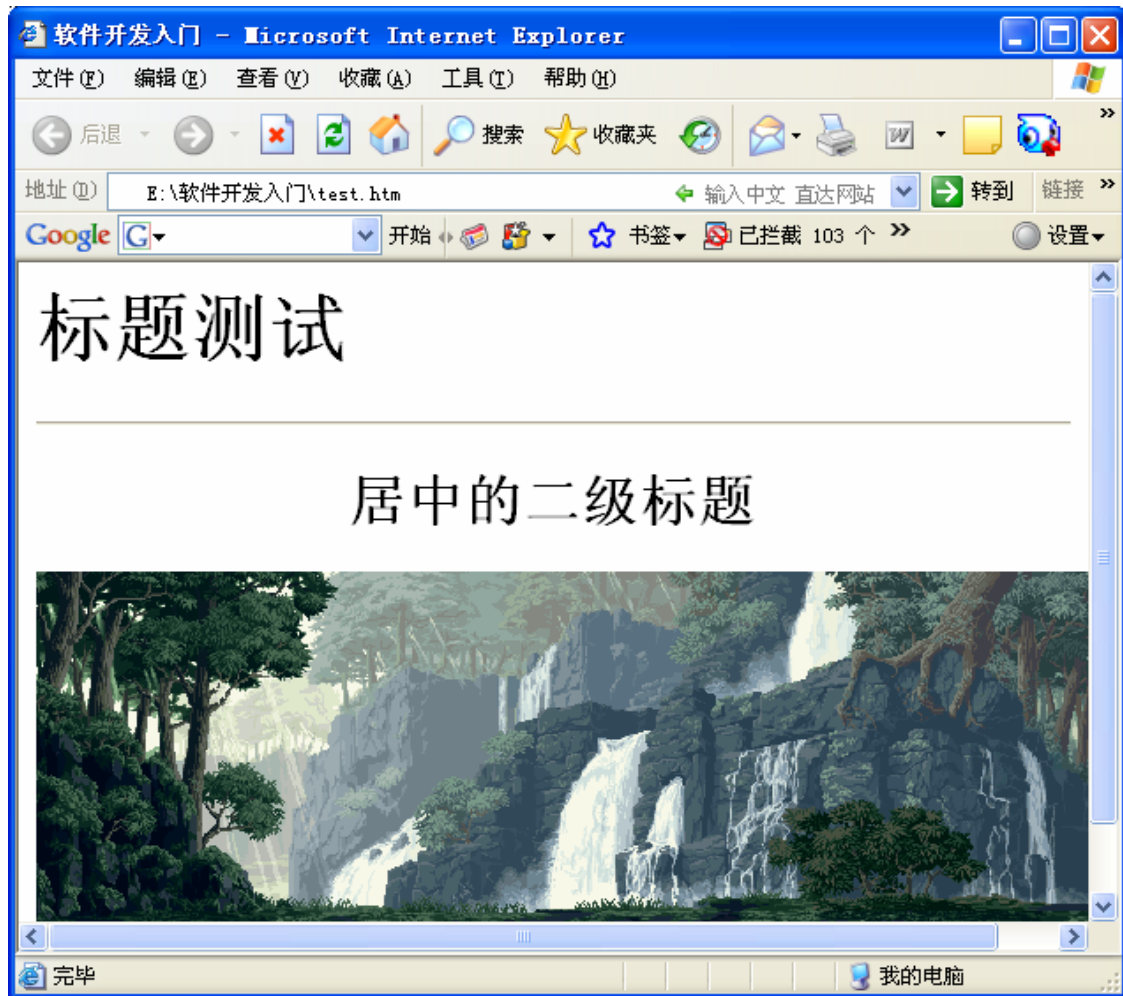 软件开发入门 - Microsoft Internet Explorer
文件(F) 编辑(E) 查看(V) 收藏(A) 工具(T) 帮助(H)
后退 搜索 收藏夹 W »
地址(D) E:\软件开发入门\test.htm 输入中文 直达网站 转到 链接 »
Google G 开始 书签 已拦截 103 个 » 设置
标题测试
居中的二级标题
完毕 我的电脑